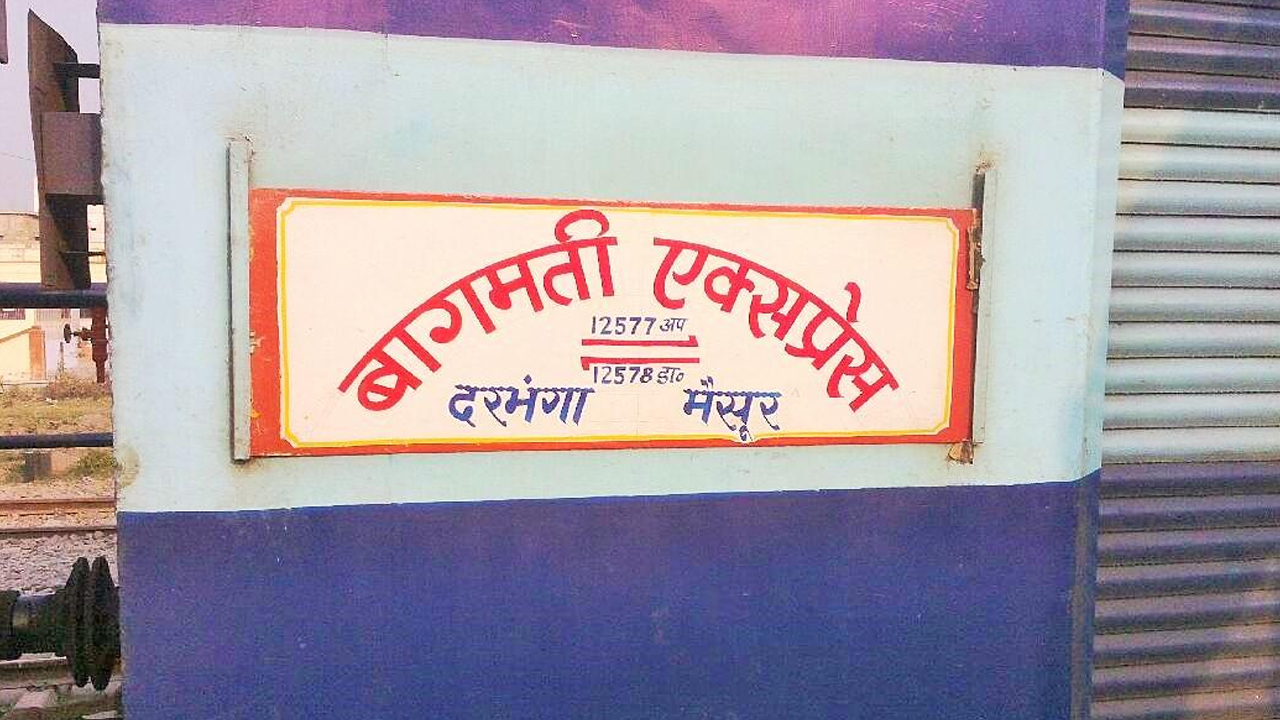 बागमती एक्सप्रेस
12577 अप
12578 डा०
दरभंगा मैसूर